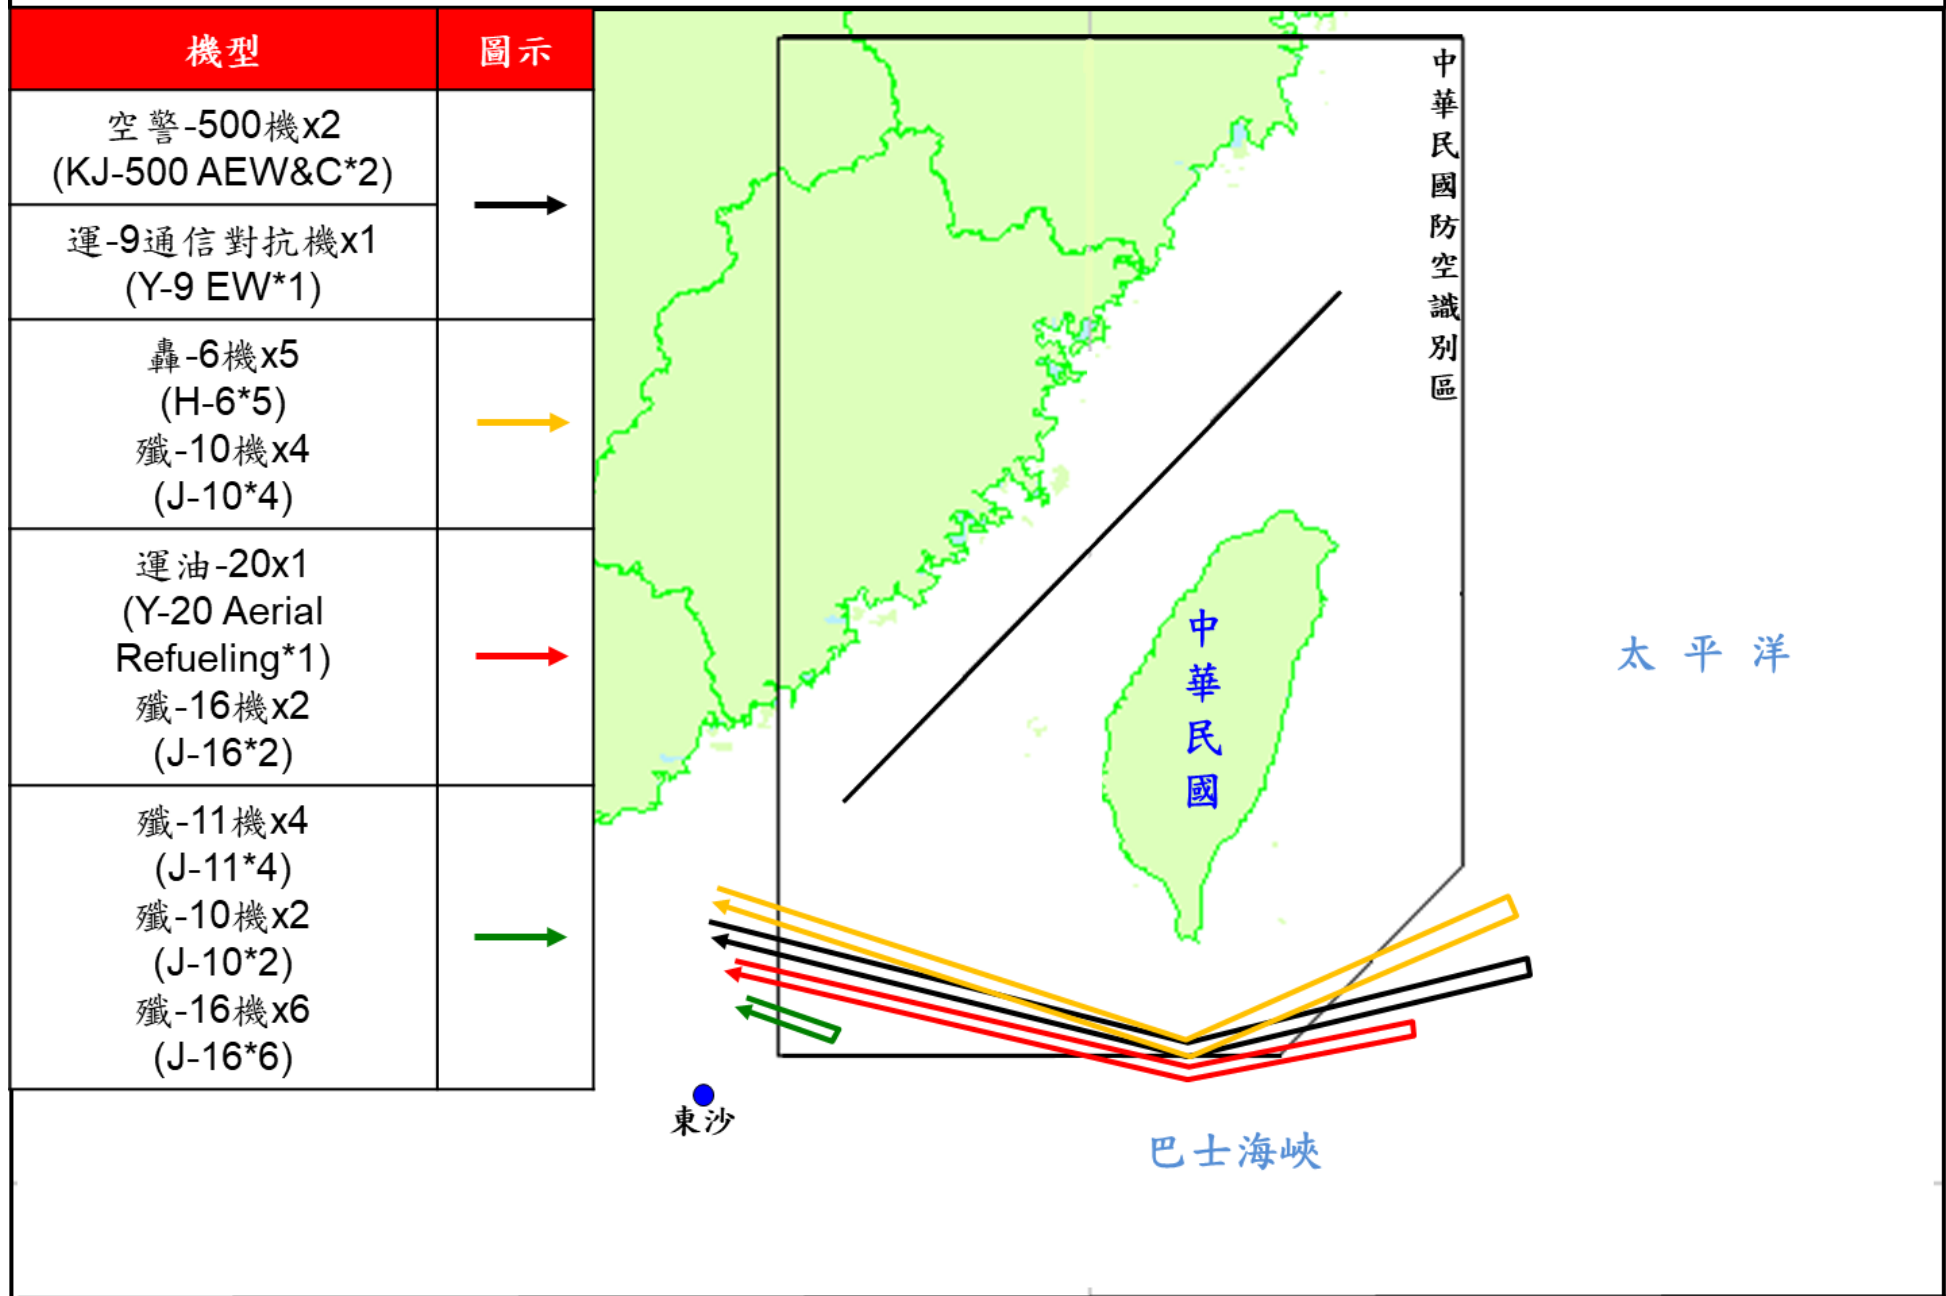 機型 圖示
空警-500機x2
(KJ-500 AEW&C*2)
運-9通信對抗機x1
(Y-9 EW*1)
轟-6機x5
(H-6*5)
殲-10機x4
(J-10*4)
運油-20x1
(Y-20 Aerial
Refueling*1)
殲-16機x2
(J-16*2)
殲-11機x4
(J-11*4)
殲-10機x2
(J-10*2)
殲-16機x6
(J-16*6)
中華民國防空識別區
中華民國
太平洋
東沙
巴士海峽